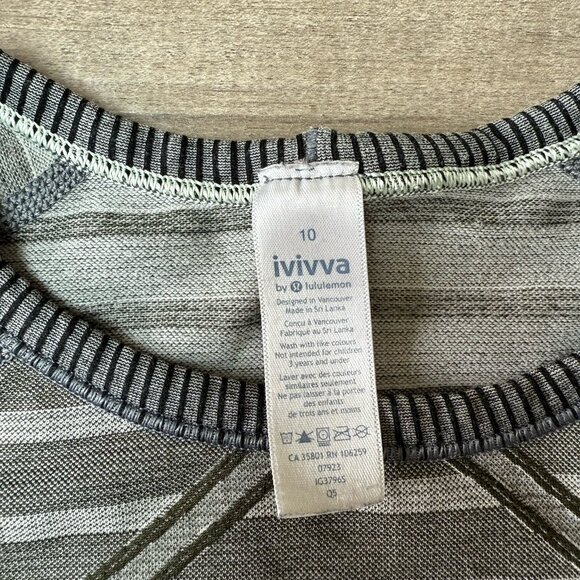 10
ivivva
by lululemon
Designed in Vancouver
Made in Sri Lanka
Conçu à Vancouver
Fabriqué au Sri Lanka
Wash with like colours
Not intended for children
3 years and under
Laver avec des couleurs
similaires seulement
Ne pas laisser à la portée
des enfants
de trois ans et moins
CA 35801 RN 106259
07923
IG3796S
QS